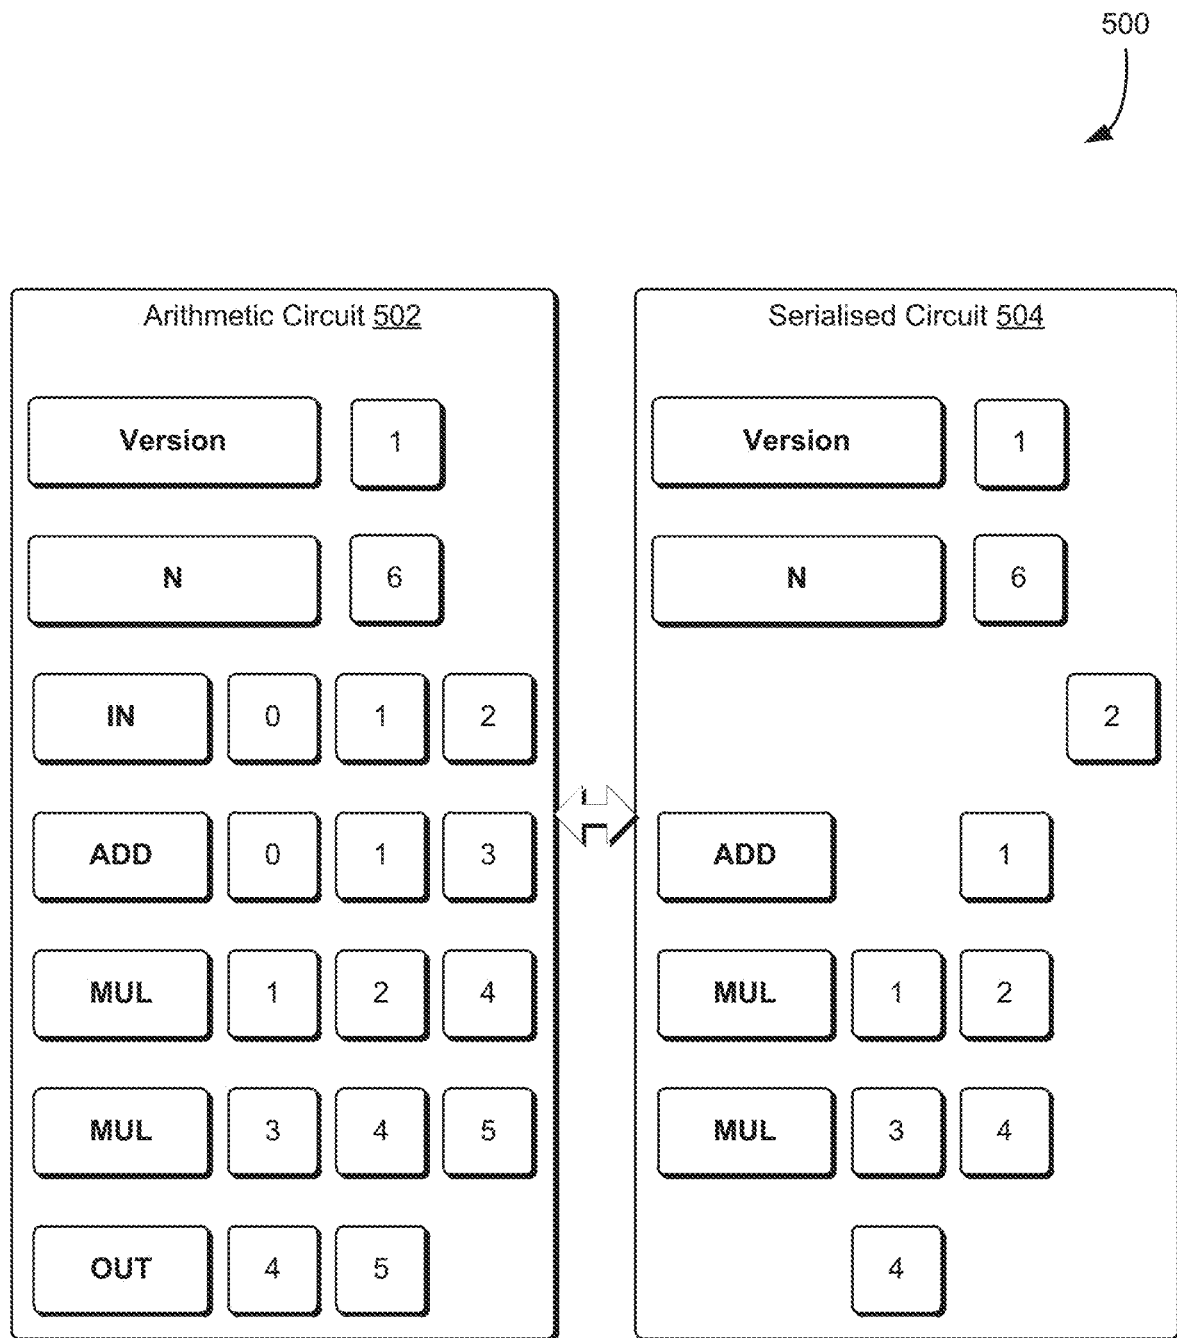 500
Arithmetic Circuit 502
Version 1
N 6
IN 0 1 2
ADD 0 1 3
MUL 1 2 4
MUL 3 4 5
OUT 4 5
Serialised Circuit 504
Version 1
N 6
2
ADD 1
MUL 1 2
MUL 3 4
4